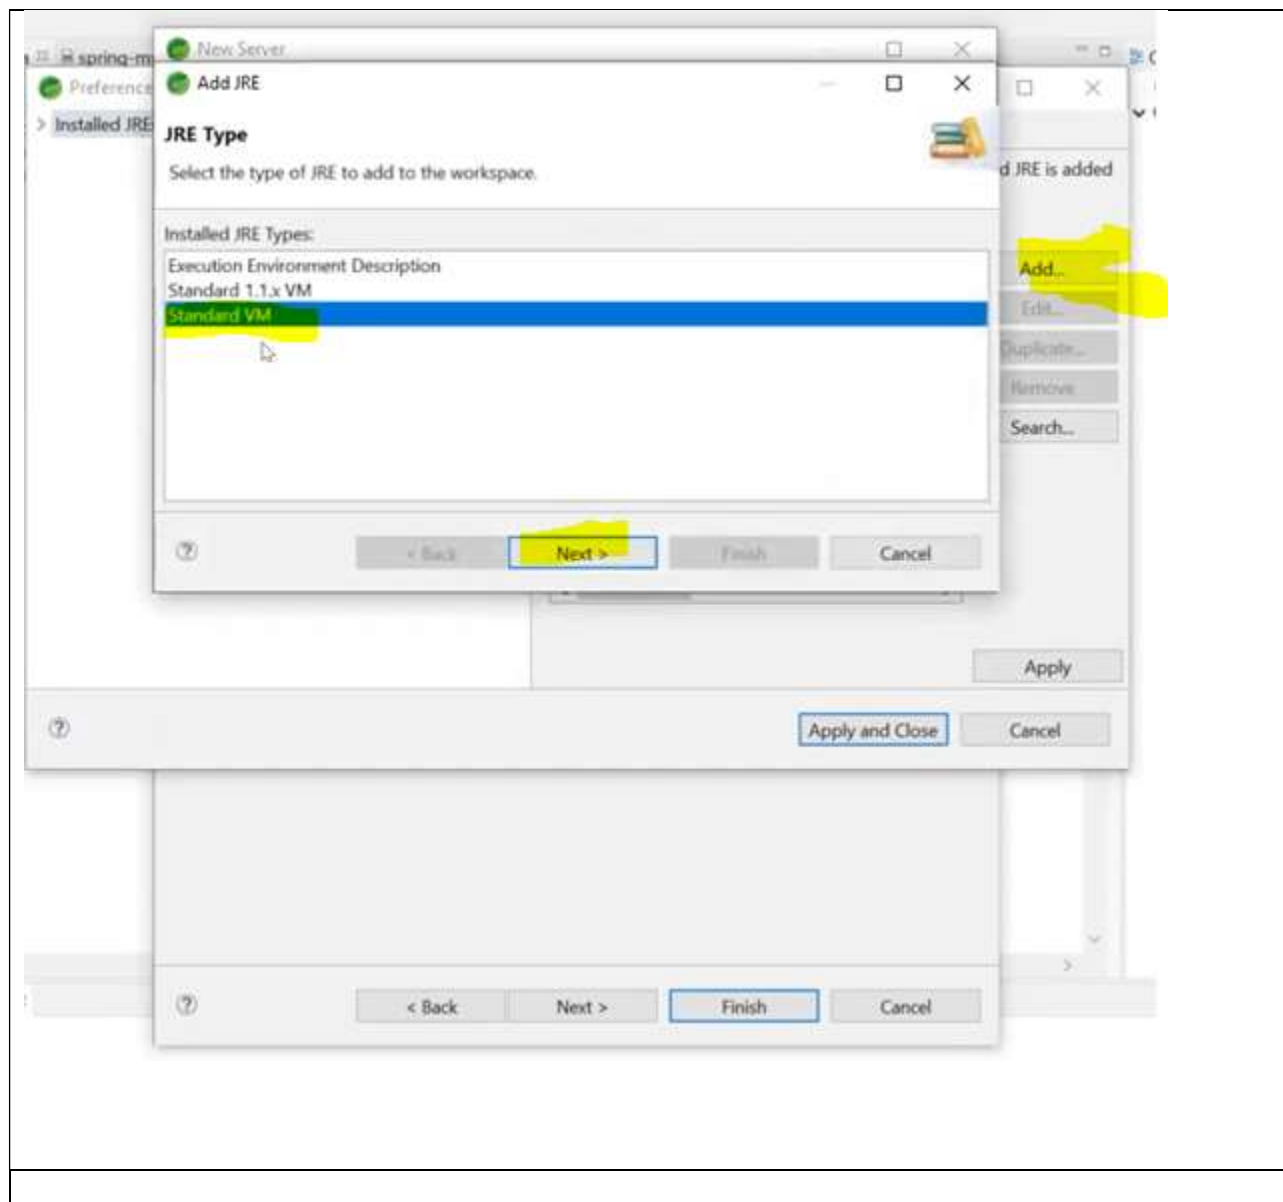 New Server
spring-m
Preference
Add JRE
Installed JRE
JRE Type
Select the type of JRE to add to the workspace.
d JRE is added
Installed JRE Types:
Execution Environment Description
Standard 1.1.x VM
Standard VM
Add...
Edit...
Duplicate...
Remove
Search...
< Back
Next >
Finish
Cancel
Apply
Apply and Close
Cancel
< Back
Next >
Finish
Cancel